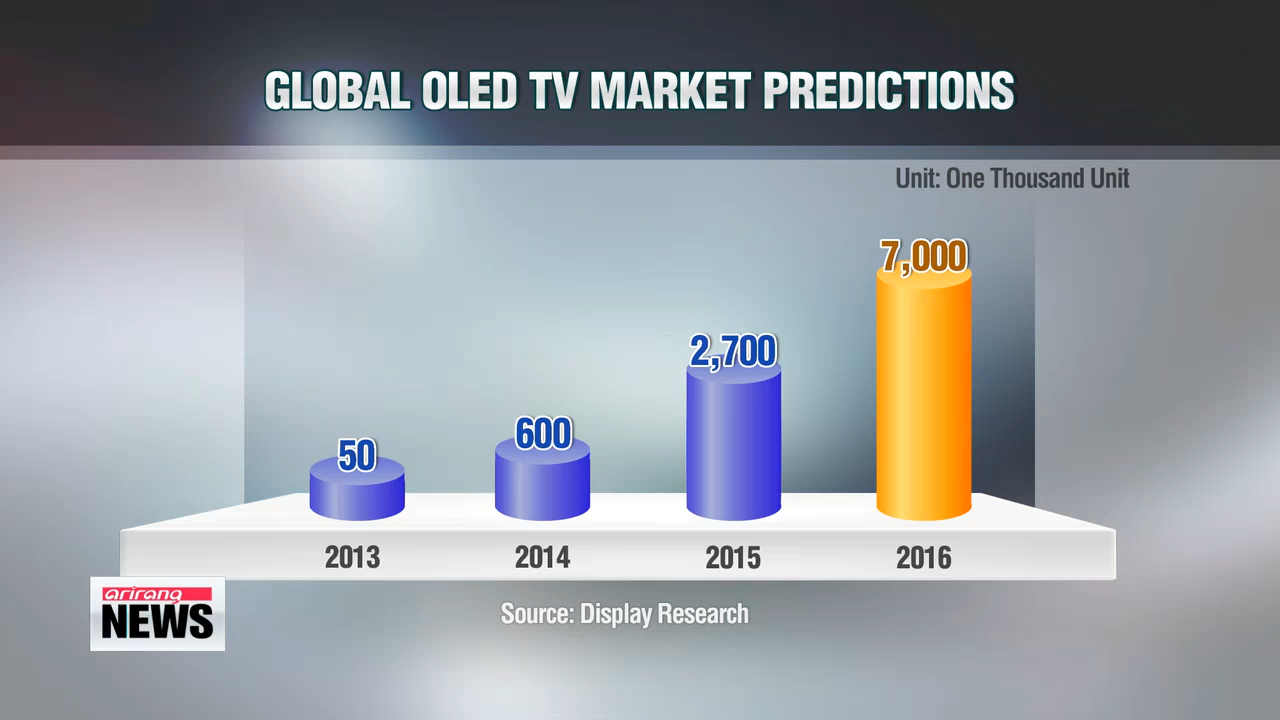 GLOBAL OLED TV MARKET PREDICTIONS
Unit: One Thousand Unit
50
600
2,700
7,000
2013
2014
2015
2016
arirang
NEWS
Source: Display Research